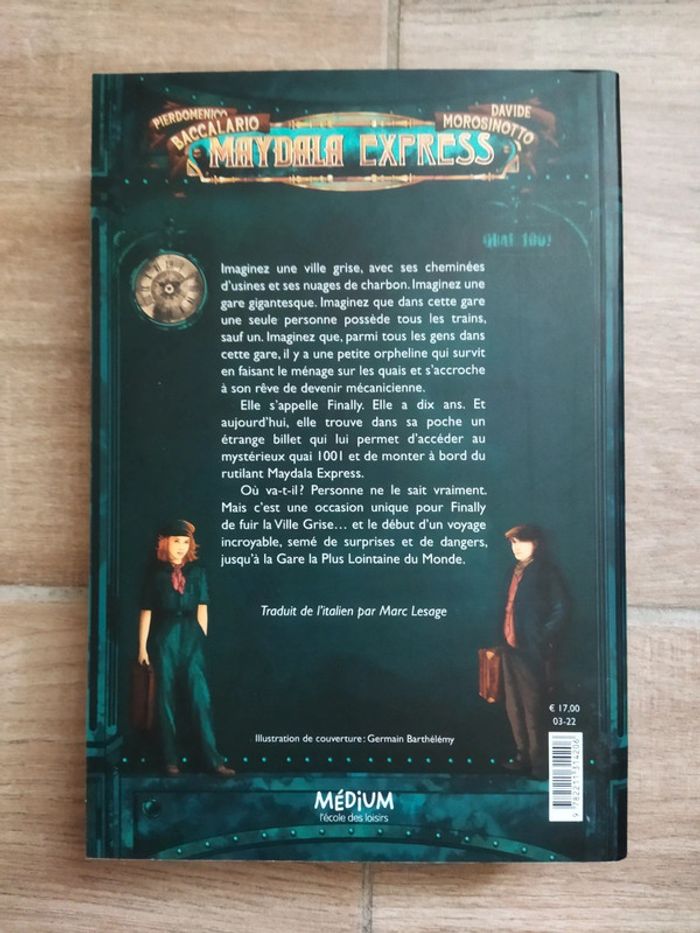 PIERDOMENICO
BACCALARIO
DAVIDE
MOROSINOTTO
MAYDALA EXPRESS
QUAI 1001
Imaginez une ville grise, avec ses cheminées
d'usines et ses nuages de charbon. Imaginez une
gare gigantesque. Imaginez que dans cette gare
une seule personne possède tous les trains,
sauf un. Imaginez que, parmi tous les gens dans
cette gare, il y a une petite orpheline qui survit
en faisant le ménage sur les quais et s'accroche
à son rêve de devenir mécanicienne.
Elle s'appelle Finally. Elle a dix ans. Et
aujourd'hui, elle trouve dans sa poche un
étrange billet qui lui permet d'accéder au
mystérieux quai 1001 et de monter à bord du
rutilant Maydala Express.
Où va-t-il ? Personne ne le sait vraiment.
Mais c'est une occasion unique pour Finally
de fuir la Ville Grise… et le début d'un voyage
incroyable, semé de surprises et de dangers,
jusqu'à la Gare la Plus Lointaine du Monde.
Traduit de l'italien par Marc Lesage
€ 17,00
03-22
Illustration de couverture : Germain Barthélémy
9 782211 314206
MÉDIUM
l'école des loisirs